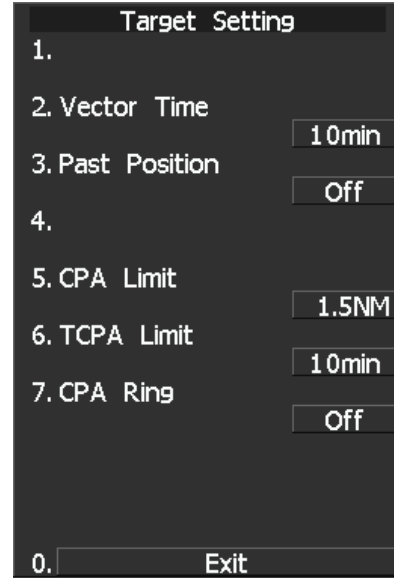 Target Setting
1.
2. Vector Time
10min
3. Past Position
Off
4.
5. CPA Limit
1.5NM
6. TCPA Limit
10min
7. CPA Ring
Off
0. Exit